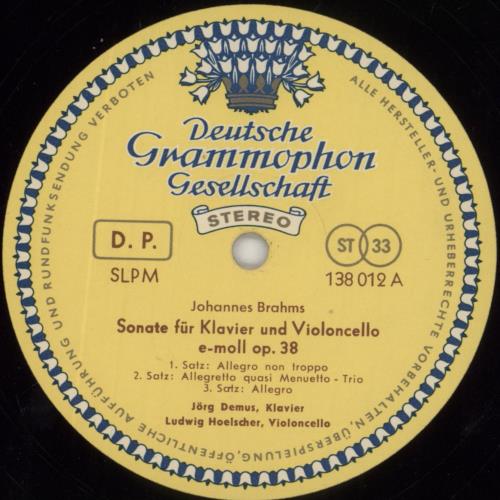 Deutsche
Grammophon
Gesellschaft
STEREO
D. P.
SLPM
ST 33
138 012 A
Johannes Brahms
Sonate für Klavier und Violoncello
e-moll op. 38
1. Satz: Allegro non troppo
2. Satz: Allegretto quasi Menuetto - Trio
3. Satz: Allegro
Jörg Demus, Klavier
Ludwig Hoelscher, Violoncello
ALLE HERSTELLER- UND URHEBERRECHTE VORBEHALTEN, ÜBERSPIELUNG, ÖFFENTLICHE AUFFÜHRUNG UND RUNDFUNKSENDUNG VERBOTEN